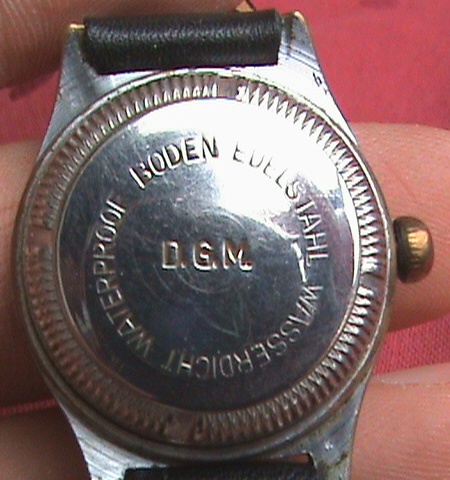 BODEN EDELSTAHL WASSERDICHT WATERPROOF
D.G.M.